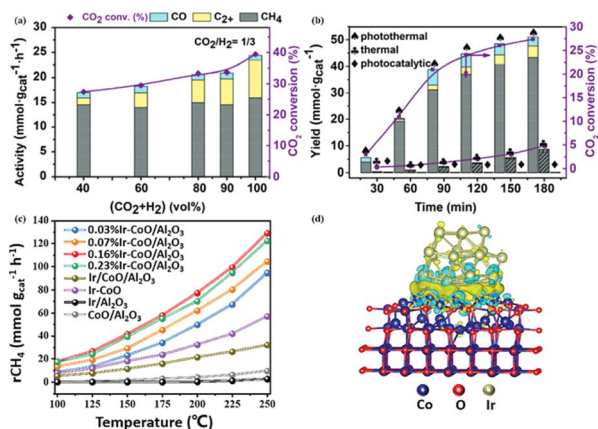 (a)
CO₂ conv. (%) CO C₂₊ CH₄
CO₂/H₂= 1/3
Activity (mmol·gcat⁻¹·h⁻¹)
30
25
20
15
10
5
0
40 60 80 90 100
(CO₂+H₂) (vol%)
50
40
30
20
10
0
CO₂ conversion (%)
(b)
♠ photothermal
♣ thermal
♦ photocatalytic
Yield (mmol·gcat⁻¹)
60
50
40
30
20
10
0
30 60 90 120 150 180
Time (min)
30
25
20
15
10
5
0
CO₂ conversion (%)
(c)
0.03%Ir-CoO/Al₂O₃
0.07%Ir-CoO/Al₂O₃
0.16%Ir-CoO/Al₂O₃
0.23%Ir-CoO/Al₂O₃
Ir/CoO/Al₂O₃
Ir-CoO
Ir/Al₂O₃
CoO/Al₂O₃
rCH₄ (mmol gcat⁻¹ h⁻¹)
140
120
100
80
60
40
20
0
100 125 150 175 200 225 250
Temperature (℃)
(d)
Co O Ir